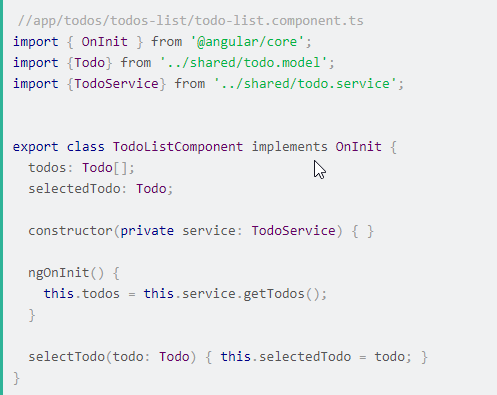 //app/todos/todos-list/todo-list.component.ts
import { OnInit } from '@angular/core';
import {Todo} from '../shared/todo.model';
import {TodoService} from '../shared/todo.service';
export class TodoListComponent implements OnInit {
todos: Todo[];
selectedTodo: Todo;
constructor(private service: TodoService) { }
ngOnInit() {
this.todos = this.service.getTodos();
}
selectTodo(todo: Todo) { this.selectedTodo = todo; }
}